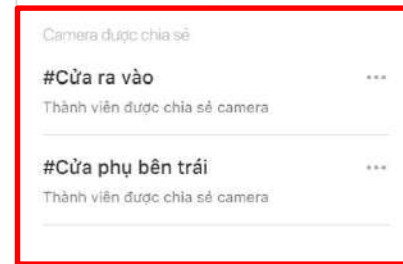 Camera được chia sẻ
#Cửa ra vào
Thành viên được chia sẻ camera
#Cửa phụ bên trái
Thành viên được chia sẻ camera